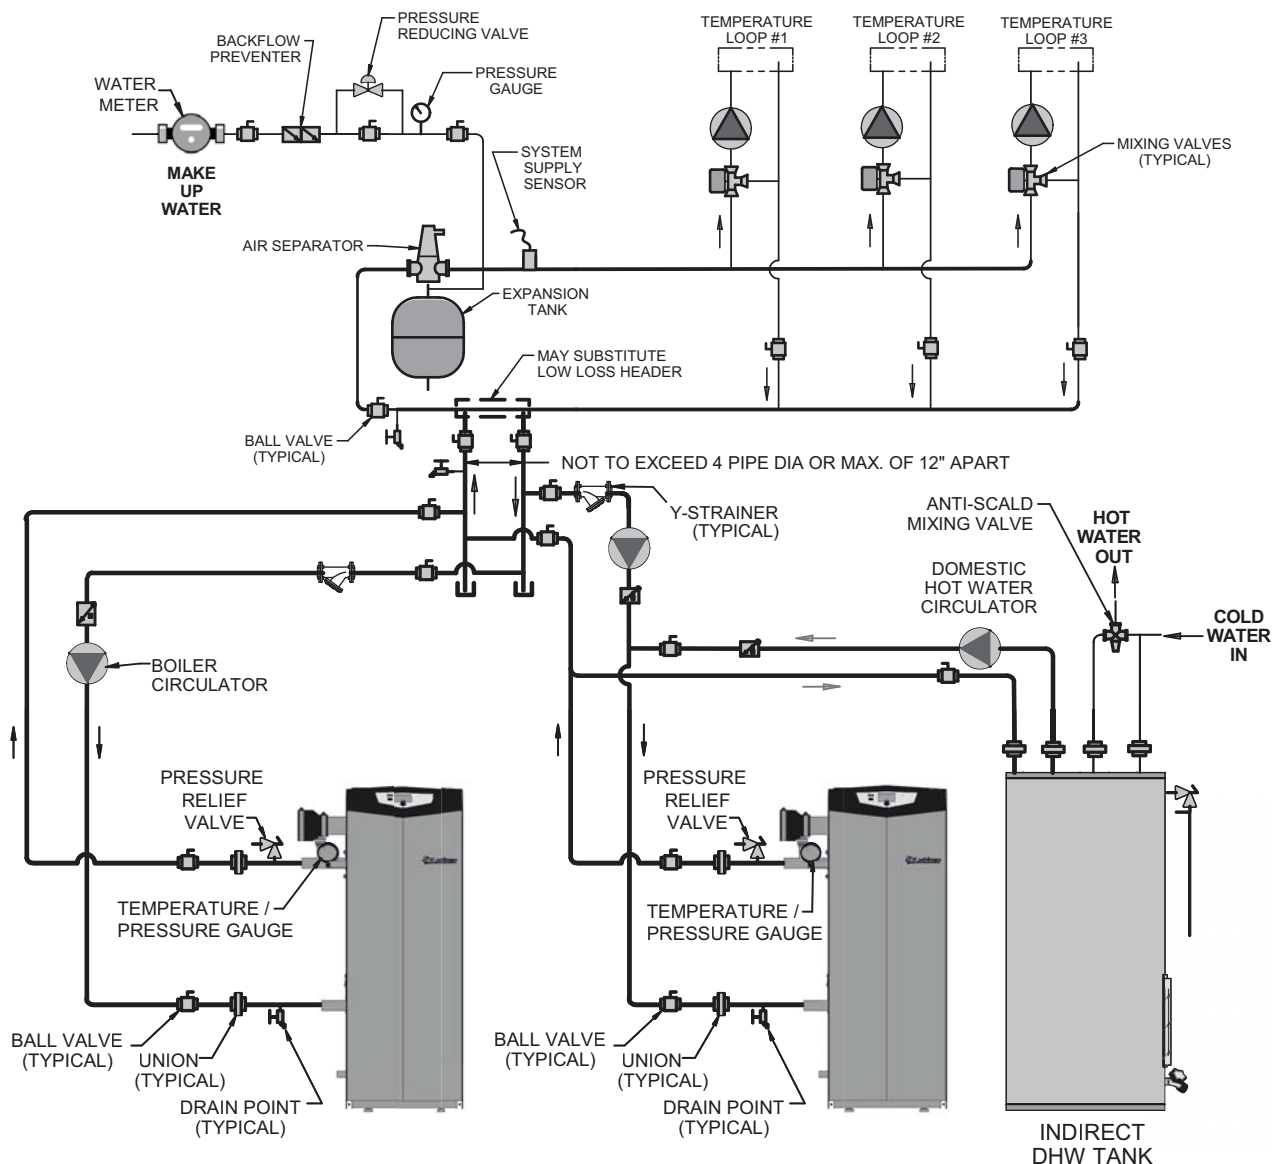 PRESSURE
REDUCING VALVE
BACKFLOW
PREVENTER
WATER
METER
PRESSURE
GAUGE
MAKE
UP
WATER
SYSTEM
SUPPLY
SENSOR
TEMPERATURE
LOOP #1
TEMPERATURE
LOOP #2
TEMPERATURE
LOOP #3
MIXING VALVES
(TYPICAL)
AIR SEPARATOR
EXPANSION
TANK
MAY SUBSTITUTE
LOW LOSS HEADER
BALL VALVE
(TYPICAL)
NOT TO EXCEED 4 PIPE DIA OR MAX. OF 12" APART
Y-STRAINER
(TYPICAL)
ANTI-SCALD
MIXING VALVE
HOT
WATER
OUT
DOMESTIC
HOT WATER
CIRCULATOR
COLD
WATER
IN
BOILER
CIRCULATOR
PRESSURE
RELIEF
VALVE
PRESSURE
RELIEF
VALVE
Lochinvar
Lochinvar
TEMPERATURE /
PRESSURE GAUGE
TEMPERATURE /
PRESSURE GAUGE
BALL VALVE
(TYPICAL)
UNION
(TYPICAL)
DRAIN POINT
(TYPICAL)
BALL VALVE
(TYPICAL)
UNION
(TYPICAL)
DRAIN POINT
(TYPICAL)
INDIRECT
DHW TANK